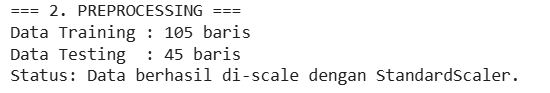 === 2. PREPROCESSING ===
Data Training : 105 baris
Data Testing  : 45 baris
Status: Data berhasil di-scale dengan StandardScaler.